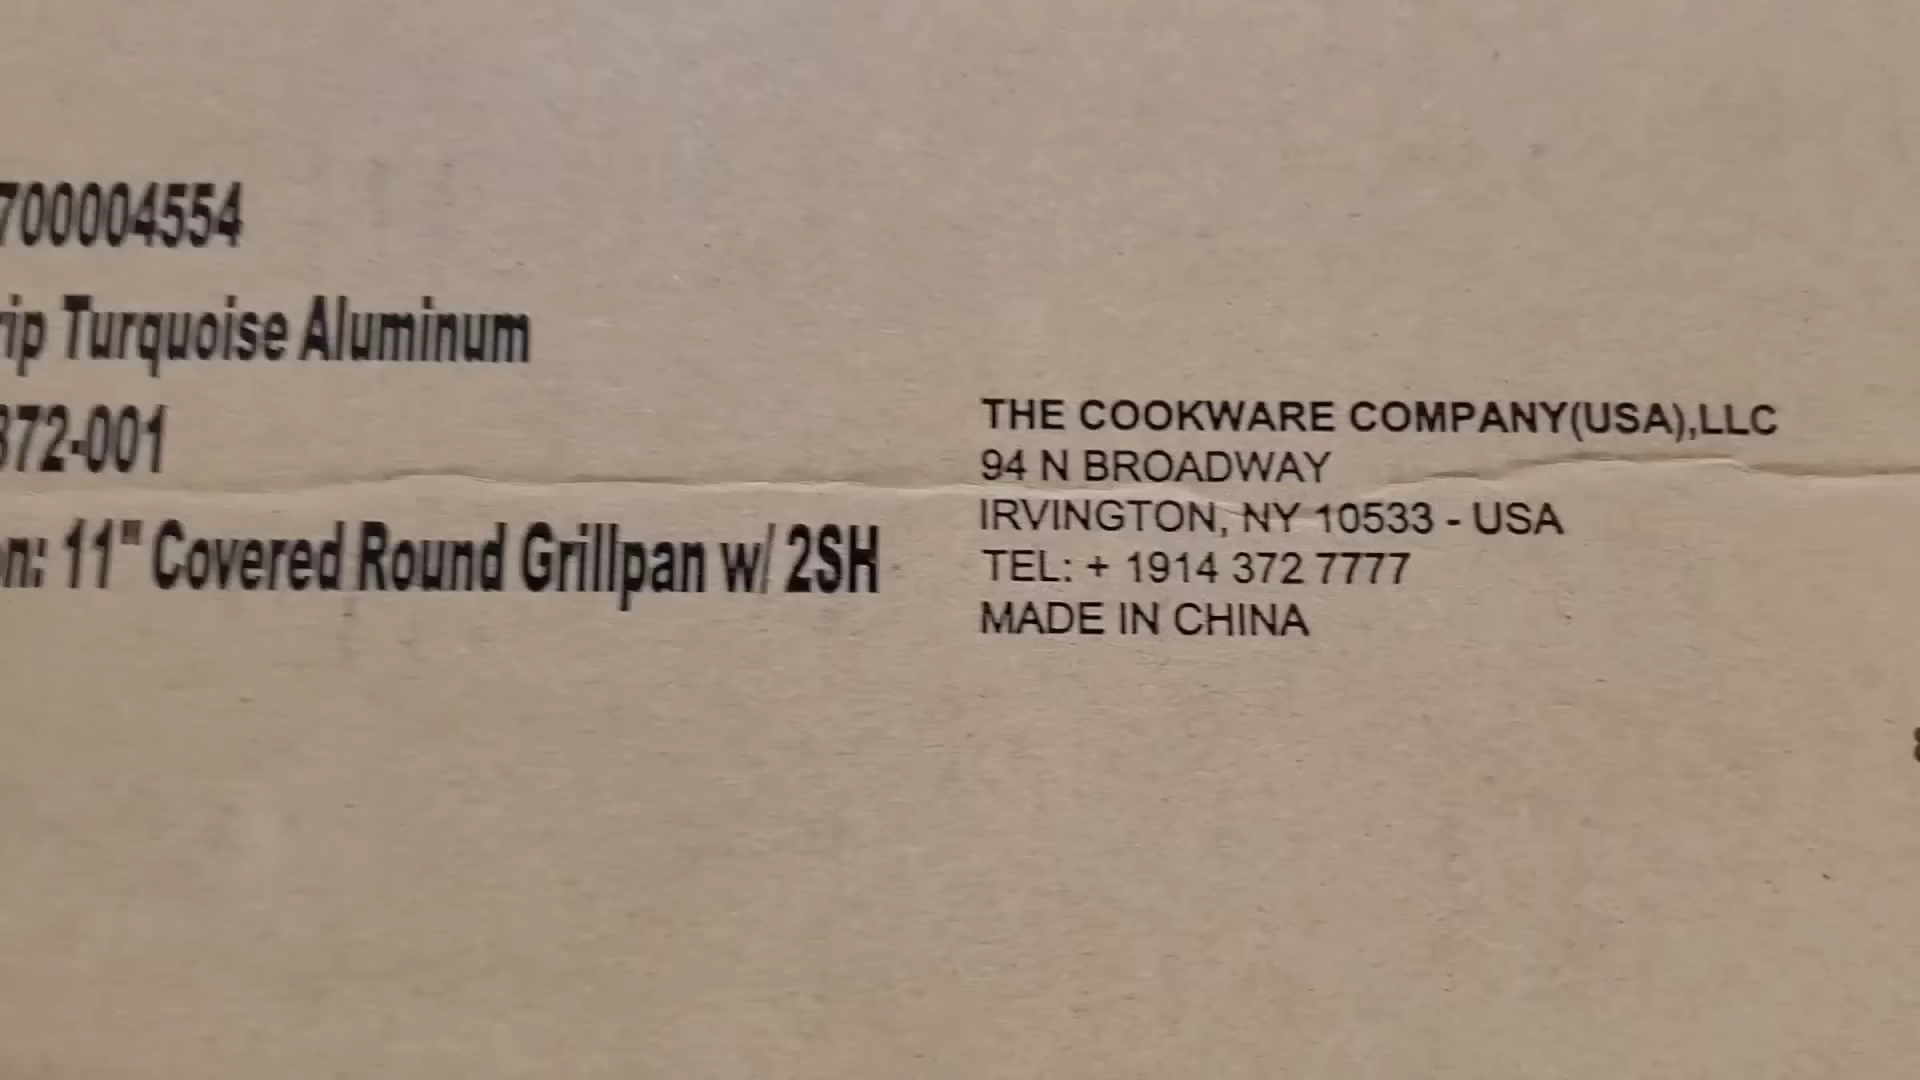 700004554
rip Turquoise Aluminum
372-001
n: 11" Covered Round Grillpan w/ 2SH
THE COOKWARE COMPANY(USA),LLC
94 N BROADWAY
IRVINGTON, NY 10533 - USA
TEL: + 1914 372 7777
MADE IN CHINA